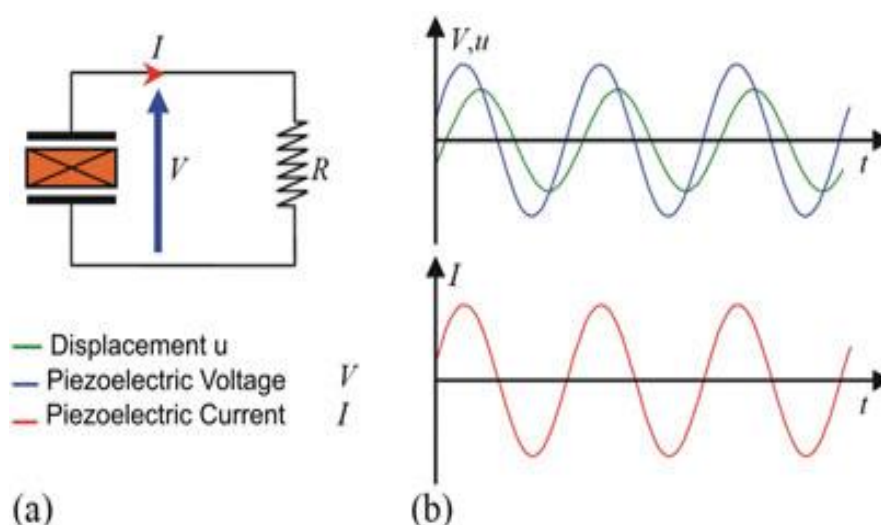 I
V
R
Displacement u
Piezoelectric Voltage V
Piezoelectric Current I
(a)
V,u
t
I
t
(b)